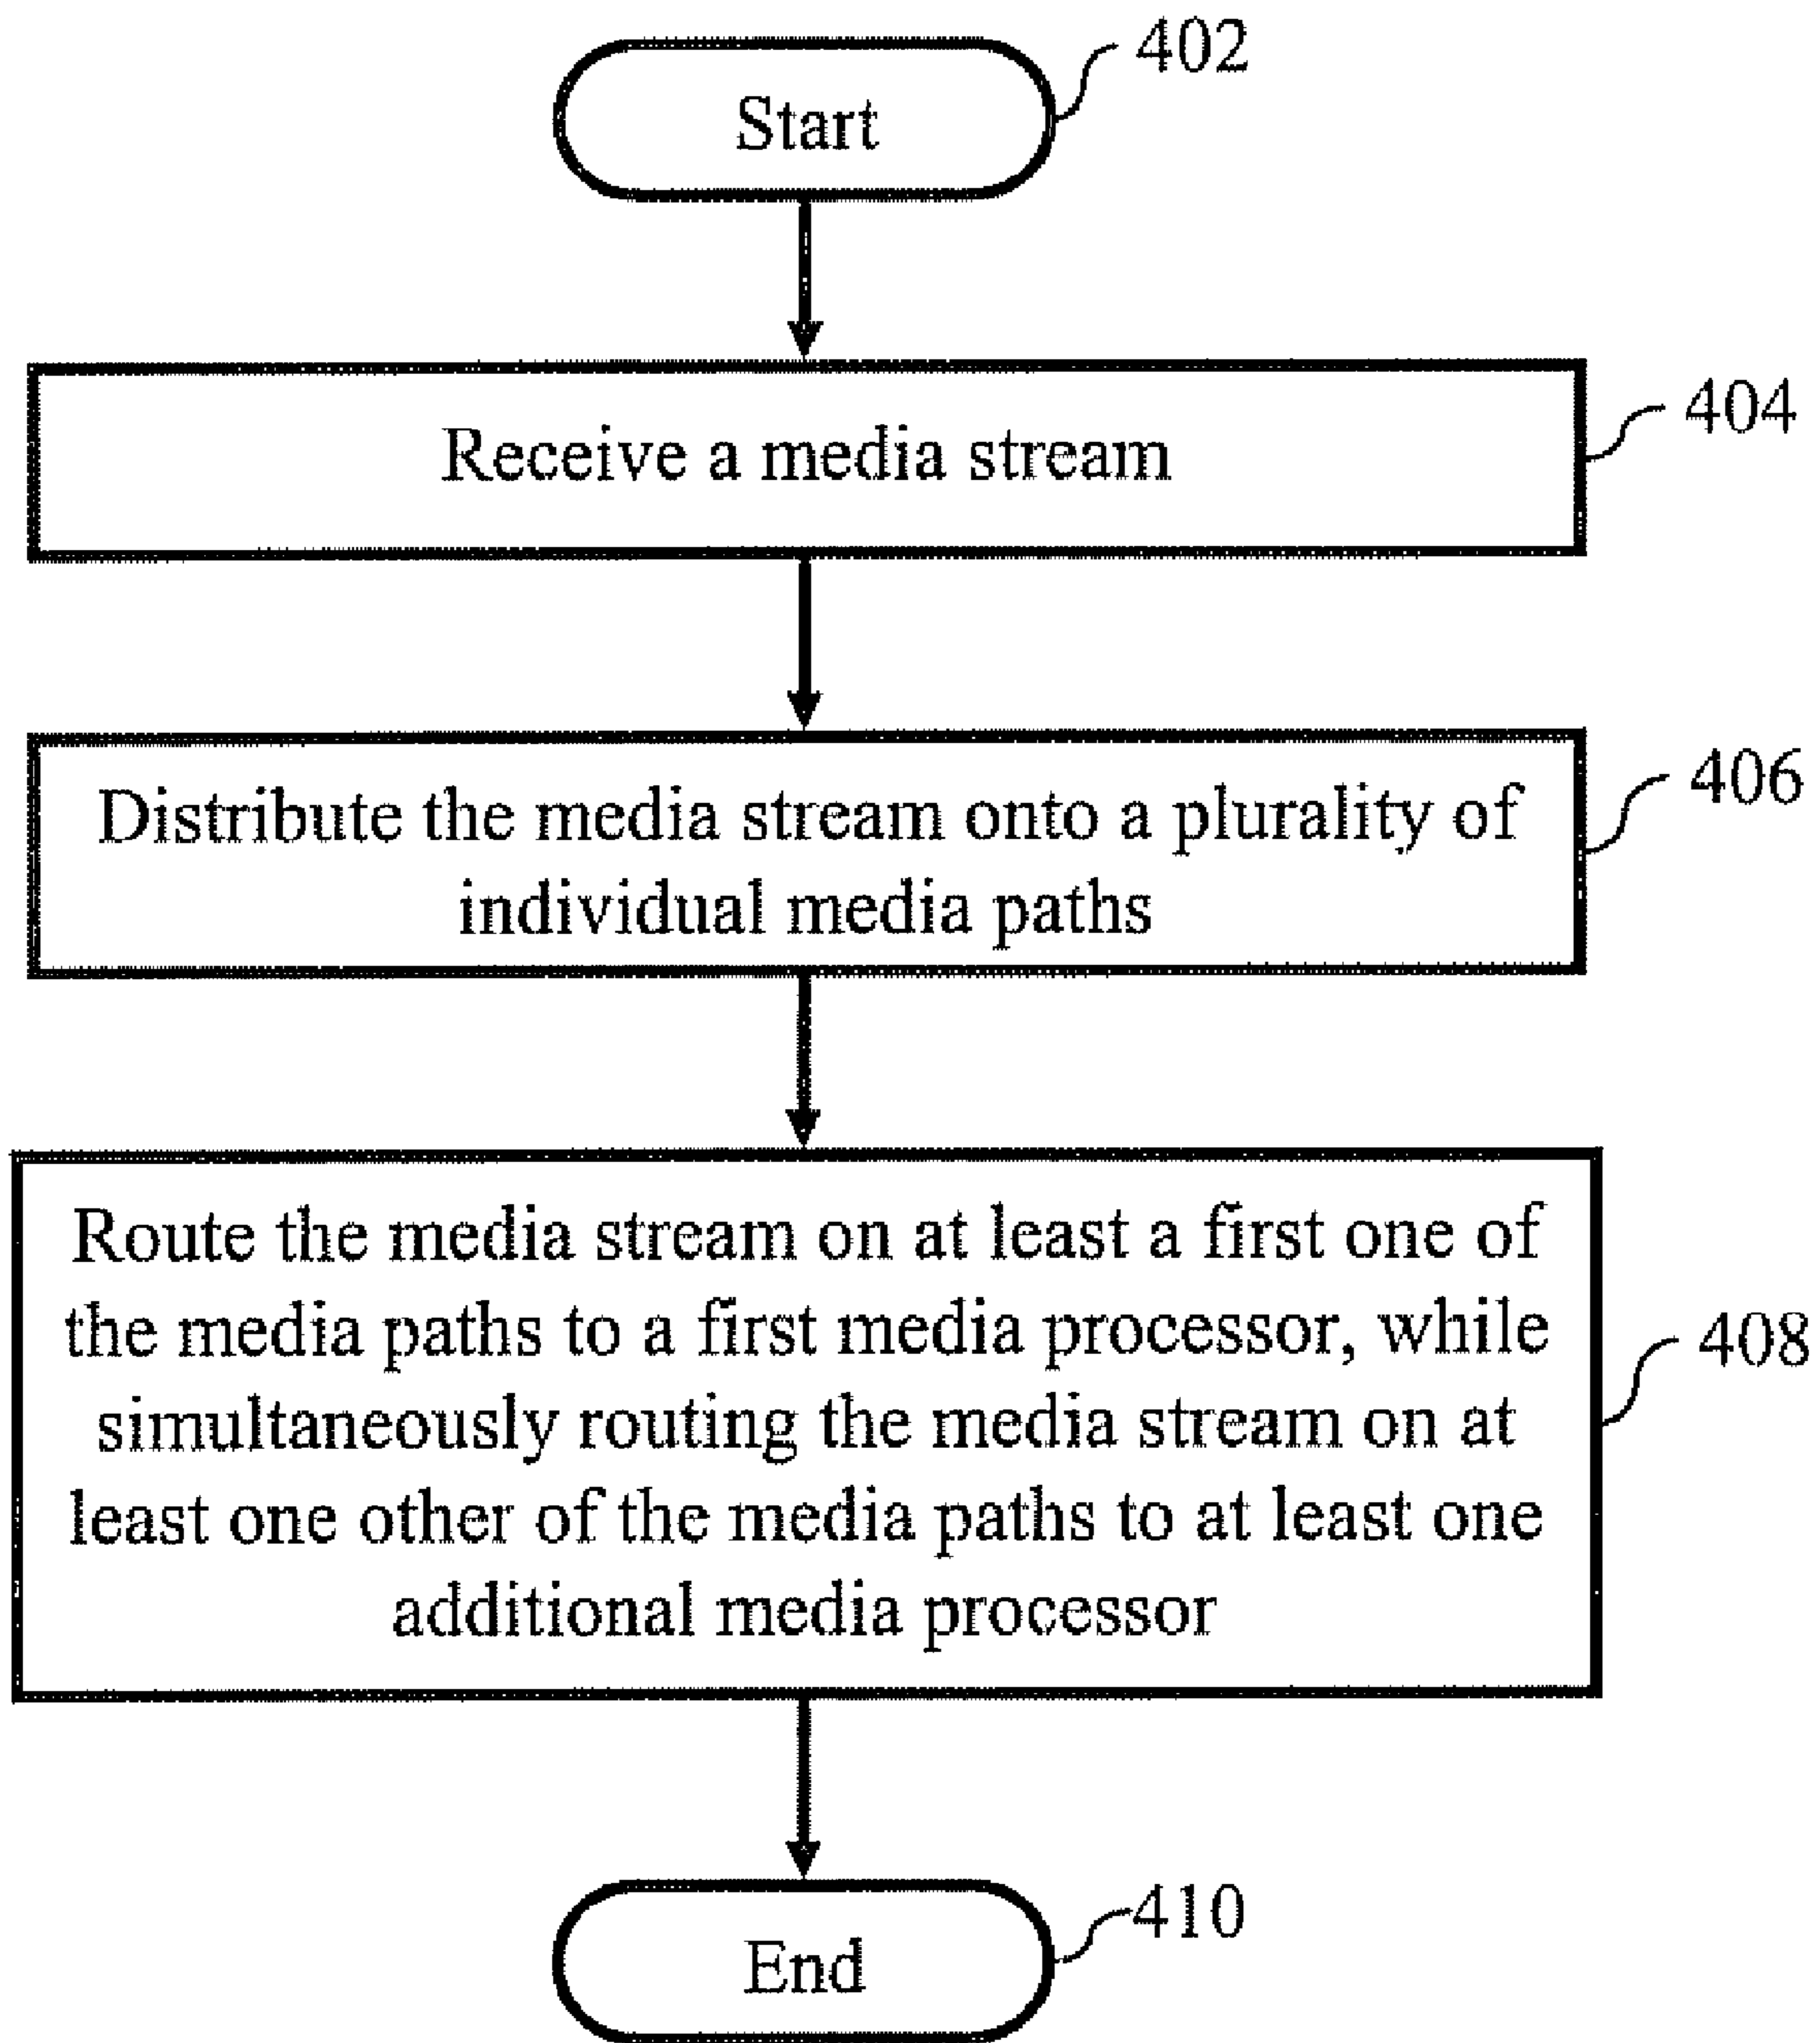 402
Start
404
Receive a media stream
406
Distribute the media stream onto a plurality of
individual media paths
Route the media stream on at least a first one of
the media paths to a first media processor, while
simultaneously routing the media stream on at
least one other of the media paths to at least one
additional media processor
408
410
End